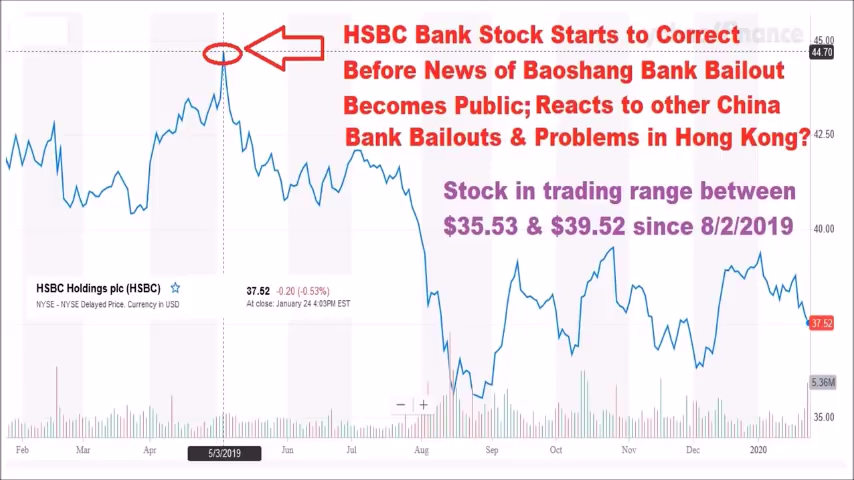 HSBC Bank Stock Starts to Correct
Before News of Baoshang Bank Bailout
Becomes Public; Reacts to other China
Bank Bailouts & Problems in Hong Kong?
Stock in trading range between
$35.53 & $39.52 since 8/2/2019
finance
45.00
44.70
42.50
40.00
37.52
5.36M
35.00
HSBC Holdings plc (HSBC)
NYSE - NYSE Delayed Price. Currency in USD
37.52 -0.20 (-0.53%)
At close: January 24 4:03PM EST
− +
Feb Mar Apr 5/3/2019 Jun Jul Aug Sep Oct Nov Dec 2020